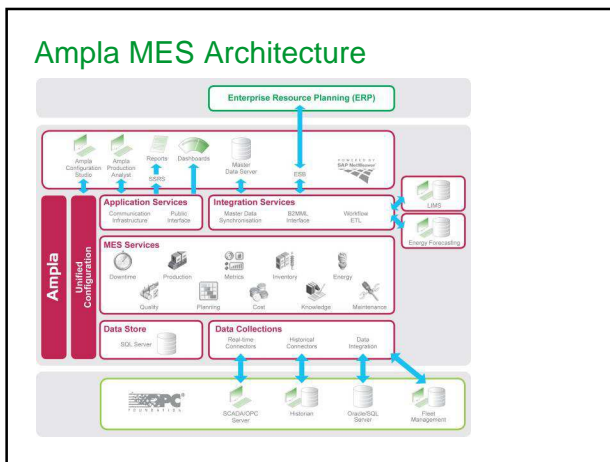 Ampla MES Architecture
Enterprise Resource Planning (ERP)
Ampla
Configuration
Studio
Ampla
Production
Analyst
Reports
SSRS
Dashboards
Master
Data Server
ESB
POWERED BY
SAP NetWeaver
Ampla
Unified
Configuration
Application Services
Communication
Infrastructure
Public
Interface
Integration Services
Master Data
Synchronisation
B2MML
Interface
Workflow
ETL
LIMS
Energy Forecasting
MES Services
Downtime
Production
Metrics
Inventory
Energy
Quality
Planning
Cost
Knowledge
Maintenance
Data Store
SQL Server
Data Collections
Real-time
Connectors
Historical
Connectors
Data
Integration
OPC
FOUNDATION
SCADA/OPC
Server
Historian
Oracle/SQL
Server
Fleet
Management